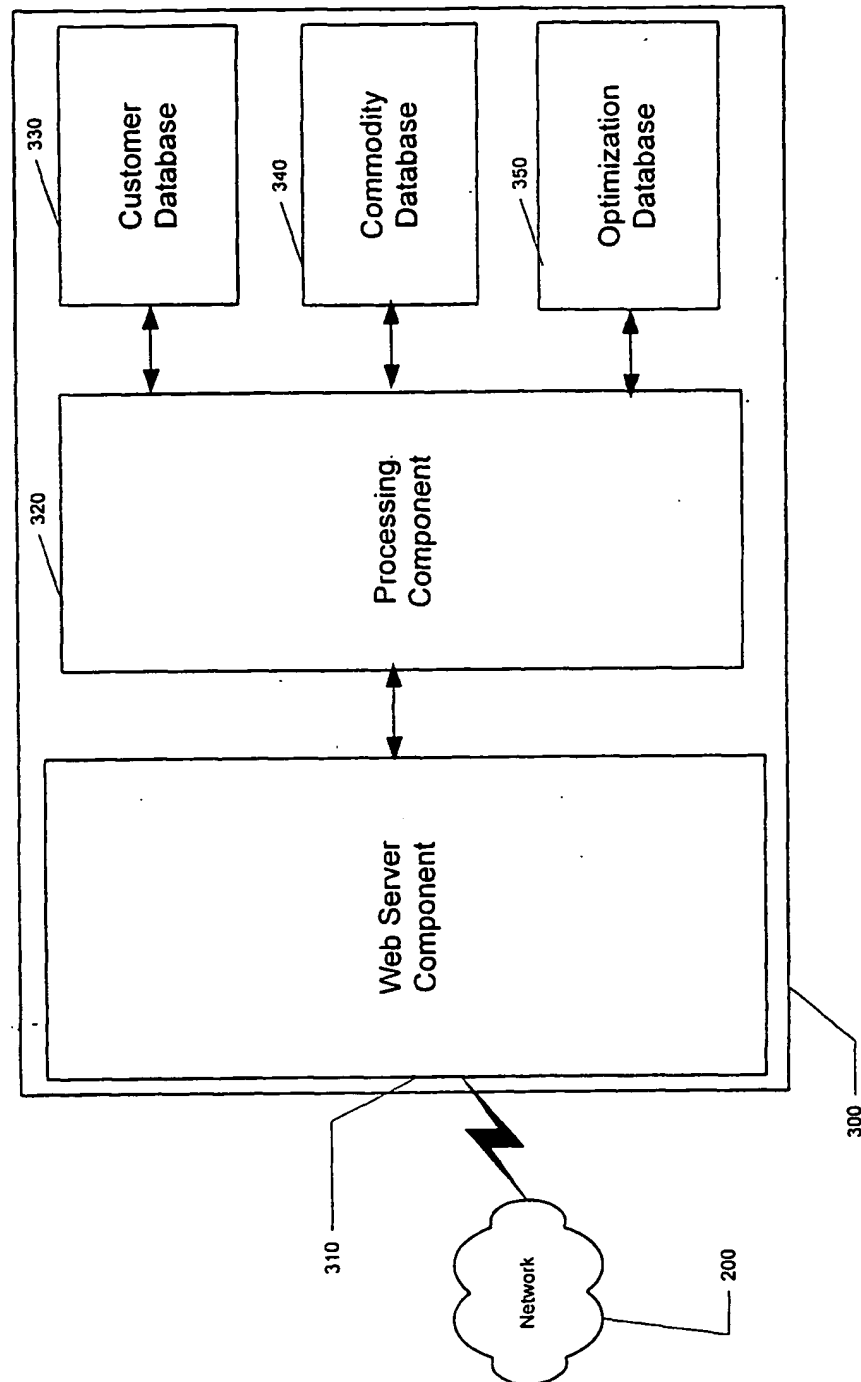 330
Customer
Database
340
Commodity
Database
350
Optimization
Database
320
Processing
Component
Web Server
Component
310
Network
200
300